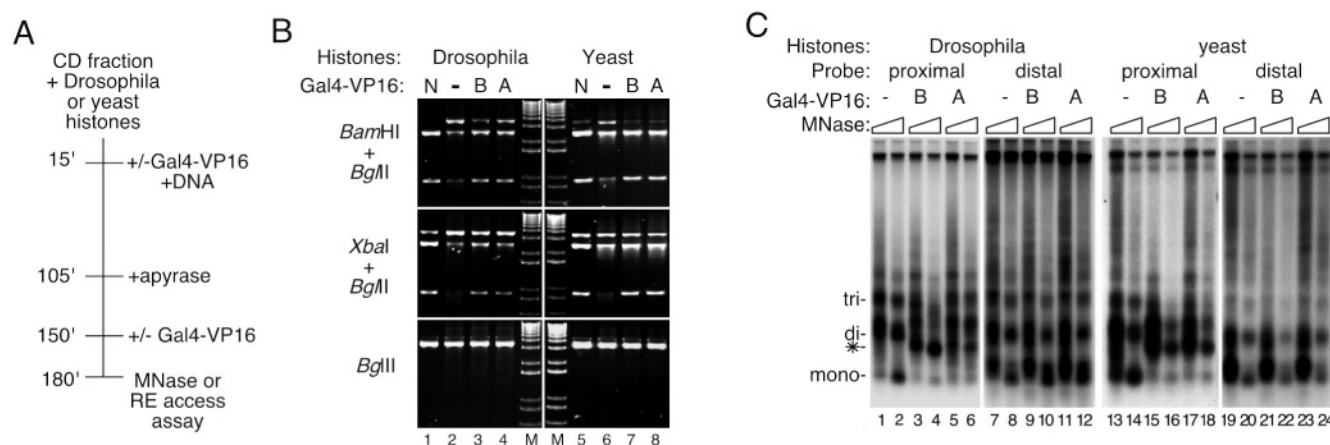 A
CD fraction
+ Drosophila
or yeast
histones
15'
+/-Gal4-VP16
+DNA
105'
+apyrase
150'
+/- Gal4-VP16
180'
MNase or
RE access
assay
B
Histones: Drosophila Yeast
Gal4-VP16: N - B A N - B A
BamHI
+
BglII
XbaI
+
BglII
BglII
1 2 3 4 M M 5 6 7 8
C
Histones: Drosophila yeast
Probe: proximal distal proximal distal
Gal4-VP16: - B A - B A - B A - B A
MNase:
tri-
di-
*-
mono-
1 2 3 4 5 6 7 8 9 10 11 12 13 14 15 16 17 18 19 20 21 22 23 24